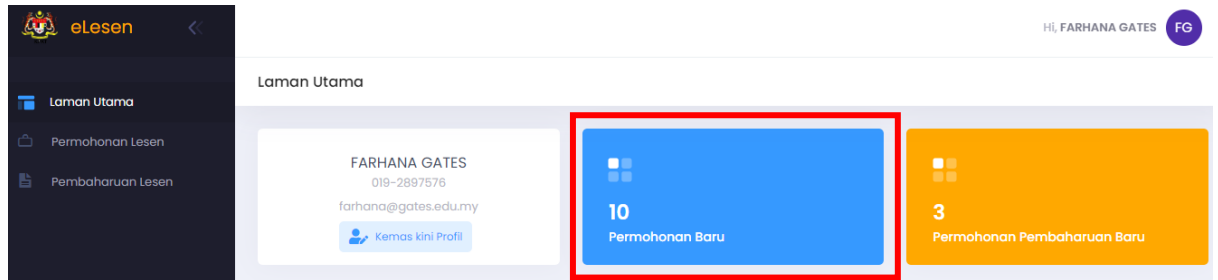 eLesen
Hi, FARHANA GATES FG
Laman Utama
Permohonan Lesen
Pembaharuan Lesen
Laman Utama
FARHANA GATES
019-2897576
farhana@gates.edu.my
Kemas kini Profil
10
Permohonan Baru
3
Permohonan Pembaharuan Baru